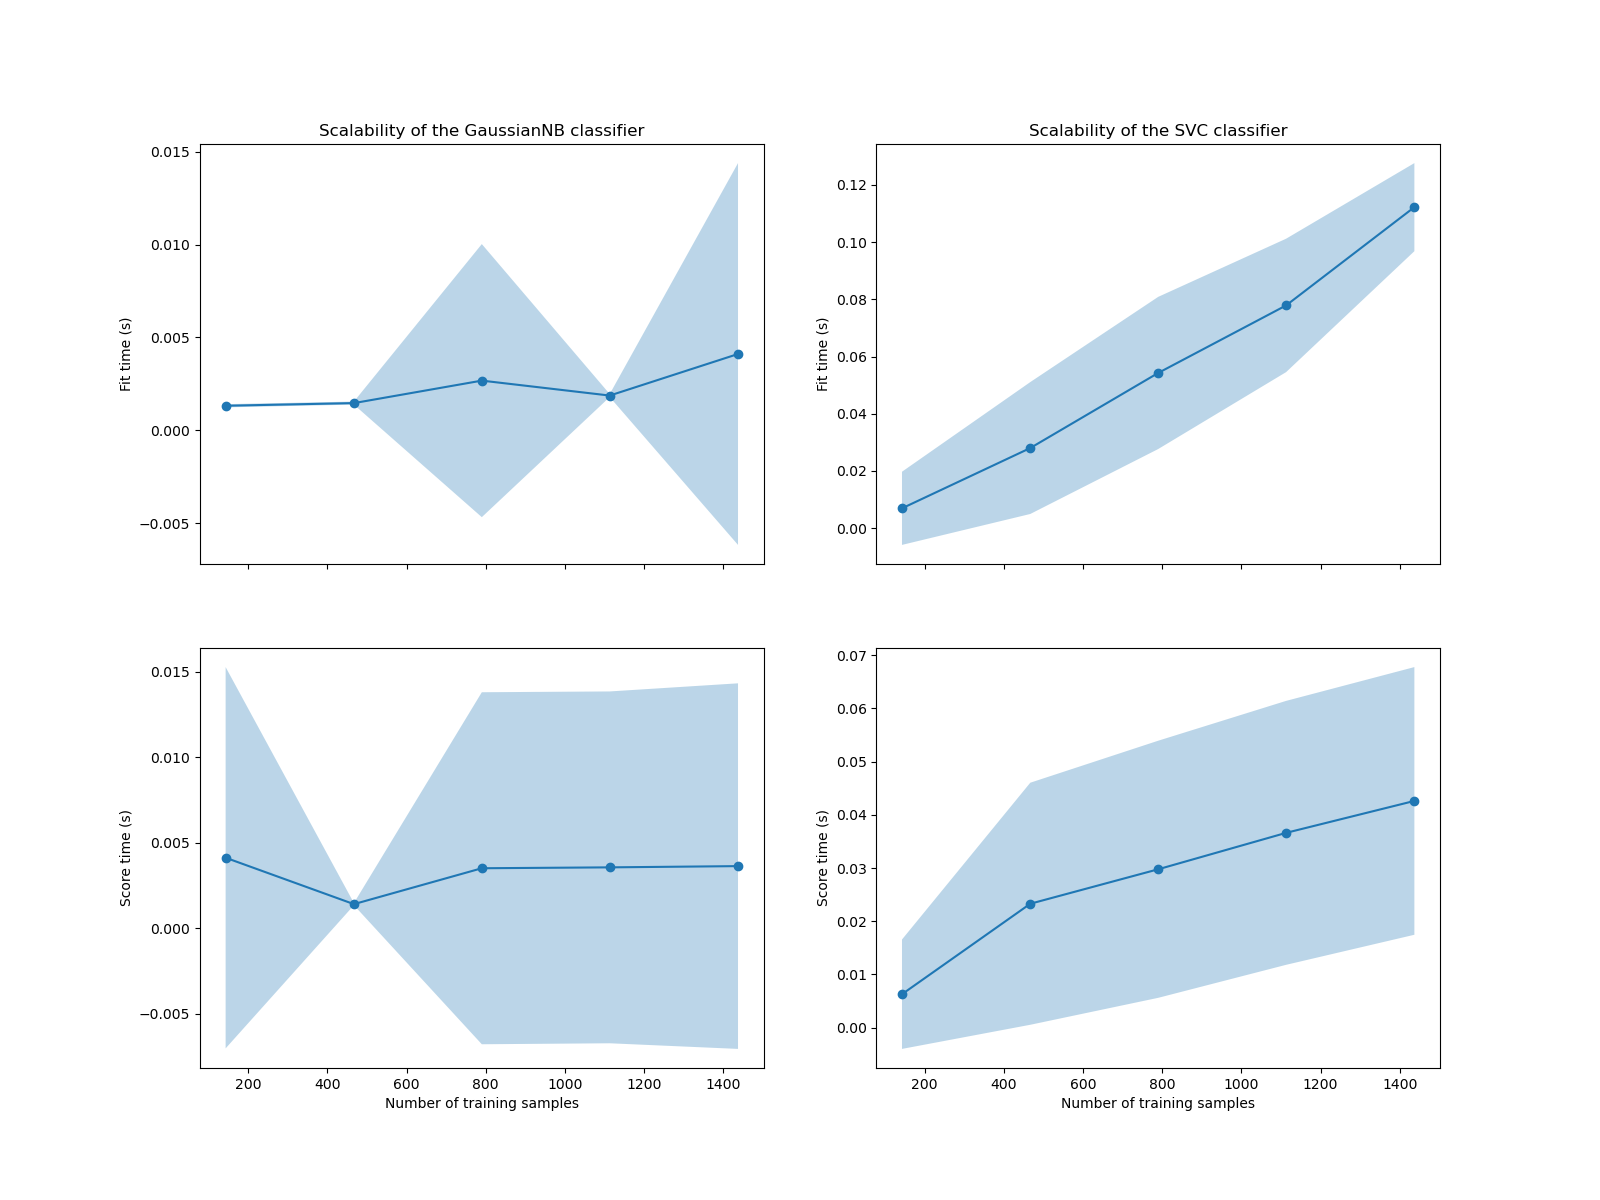 Scalability of the GaussianNB classifier
0.015
0.010
0.005
0.000
−0.005
Fit time (s)
Scalability of the SVC classifier
0.12
0.10
0.08
0.06
0.04
0.02
0.00
Fit time (s)
0.015
0.010
0.005
0.000
−0.005
Score time (s)
200 400 600 800 1000 1200 1400
Number of training samples
0.07
0.06
0.05
0.04
0.03
0.02
0.01
0.00
Score time (s)
200 400 600 800 1000 1200 1400
Number of training samples